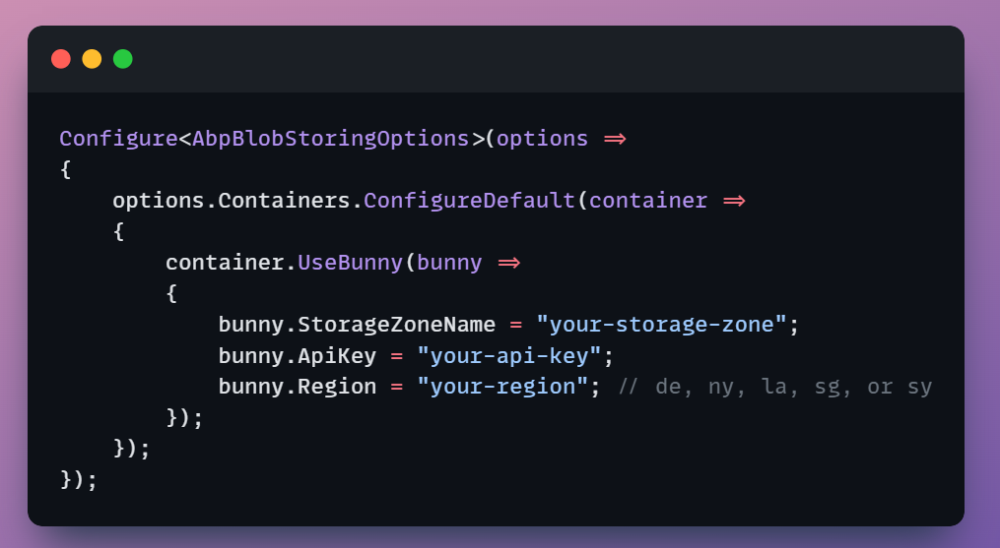 Configure<AbpBlobStoringOptions>(options =>
{
    options.Containers.ConfigureDefault(container =>
    {
        container.UseBunny(bunny =>
        {
            bunny.StorageZoneName = "your-storage-zone";
            bunny.ApiKey = "your-api-key";
            bunny.Region = "your-region"; // de, ny, la, sg, or sy
        });
    });
});